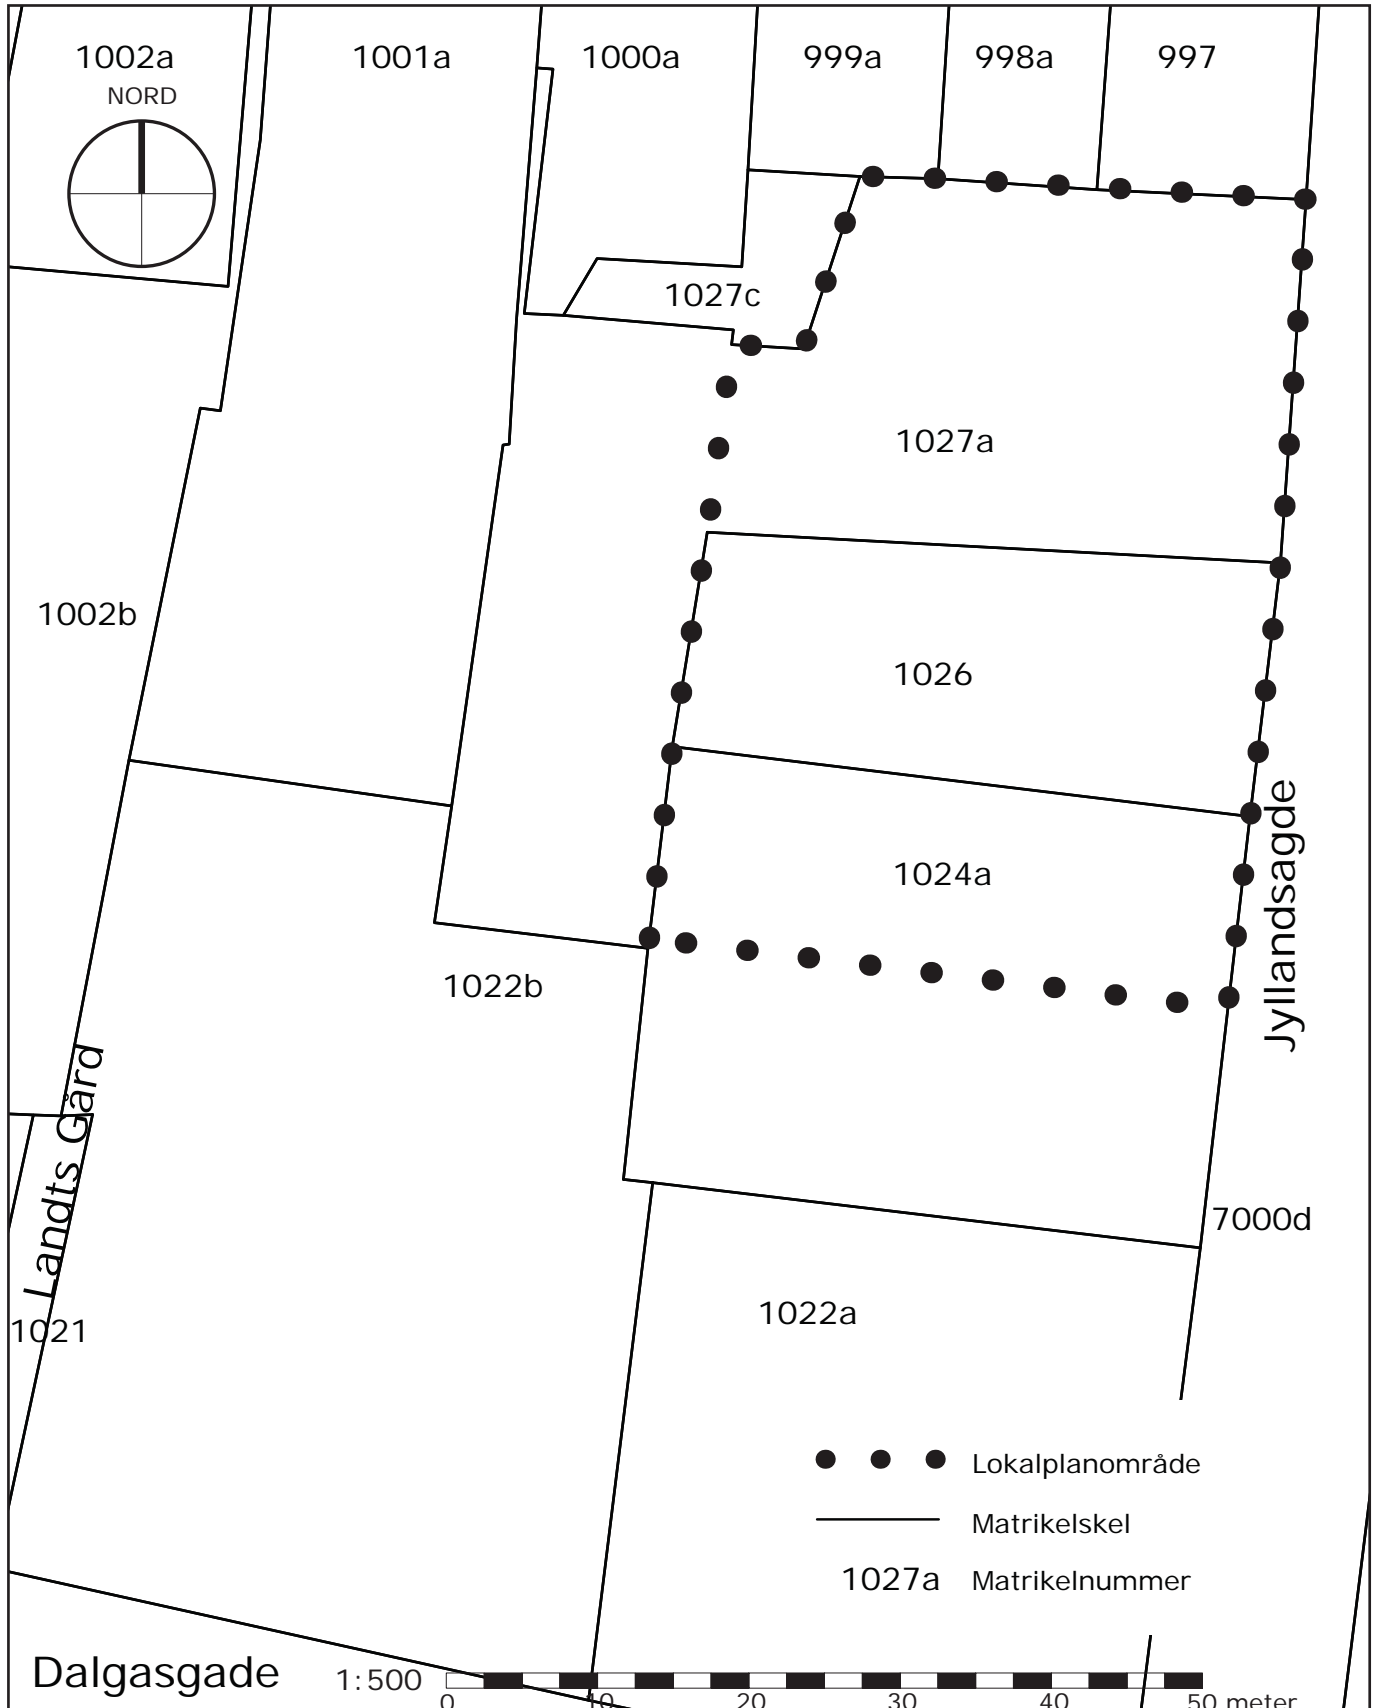 1002a 1001a 1000a 999a 998a 997
NORD
1027c
1027a
1002b
1026
1024a
Jyllandsagde
1022b
Landts Gård
7000d
1022a
1021
Lokalplanområde
Matrikelskel
1027a Matrikelnummer
Dalgasgade 1:500
0 10 20 30 40 50 meter